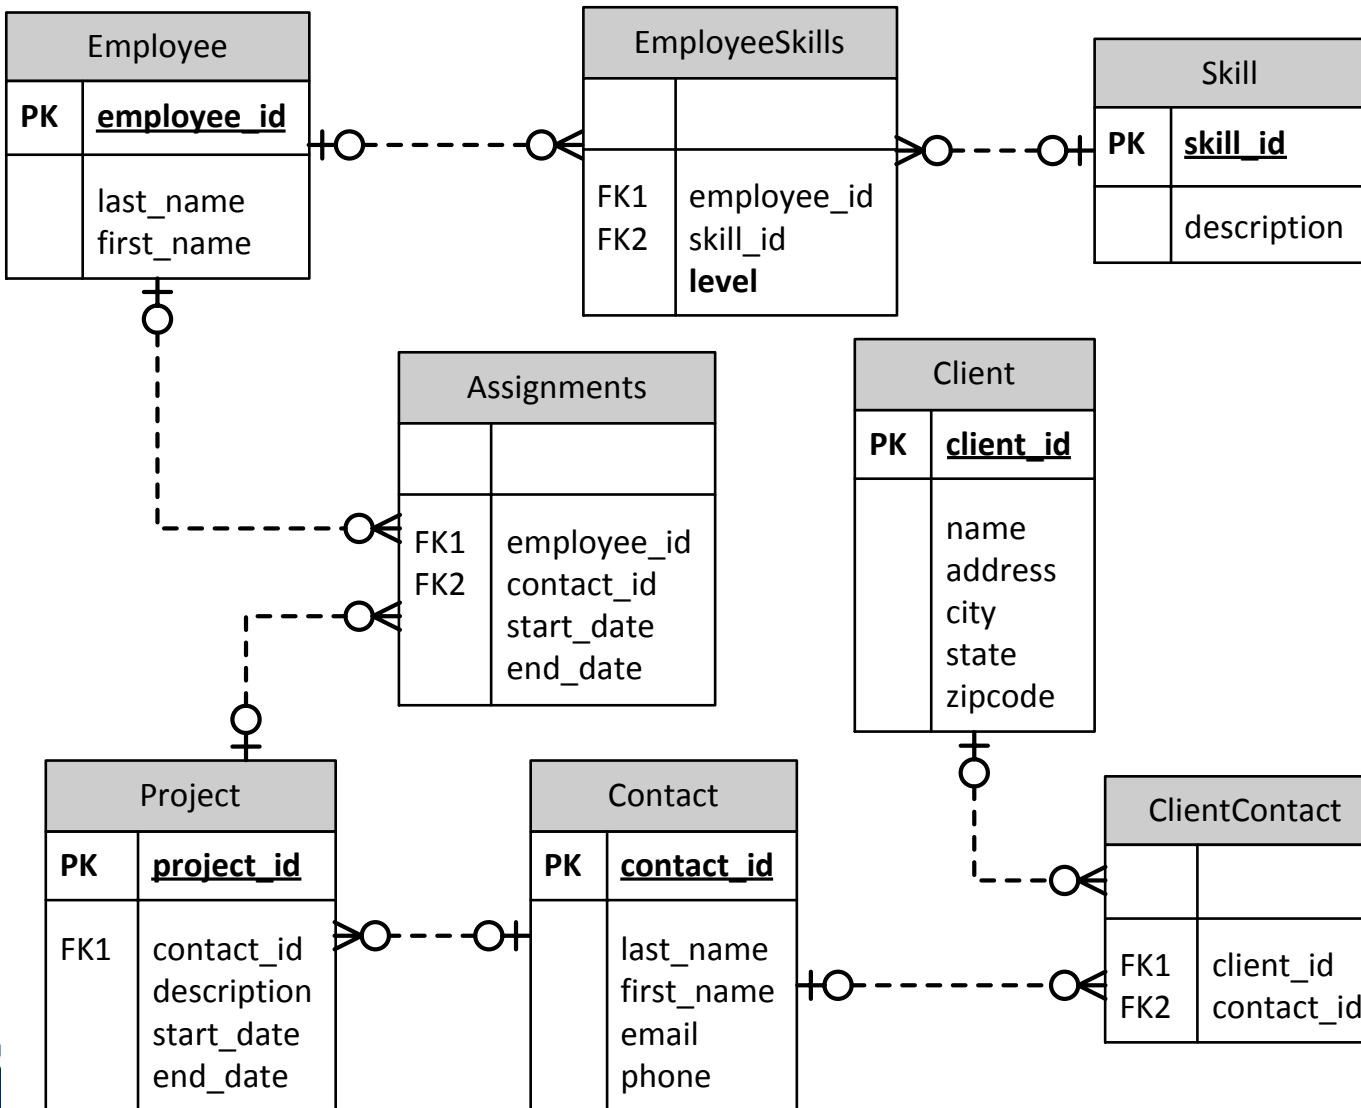 Employee
PK employee_id
last_name
first_name
EmployeeSkills
FK1 employee_id
FK2 skill_id
level
Skill
PK skill_id
description
Assignments
FK1 employee_id
FK2 contact_id
start_date
end_date
Client
PK client_id
name
address
city
state
zipcode
Project
PK project_id
FK1 contact_id
description
start_date
end_date
Contact
PK contact_id
last_name
first_name
email
phone
ClientContact
FK1 client_id
FK2 contact_id